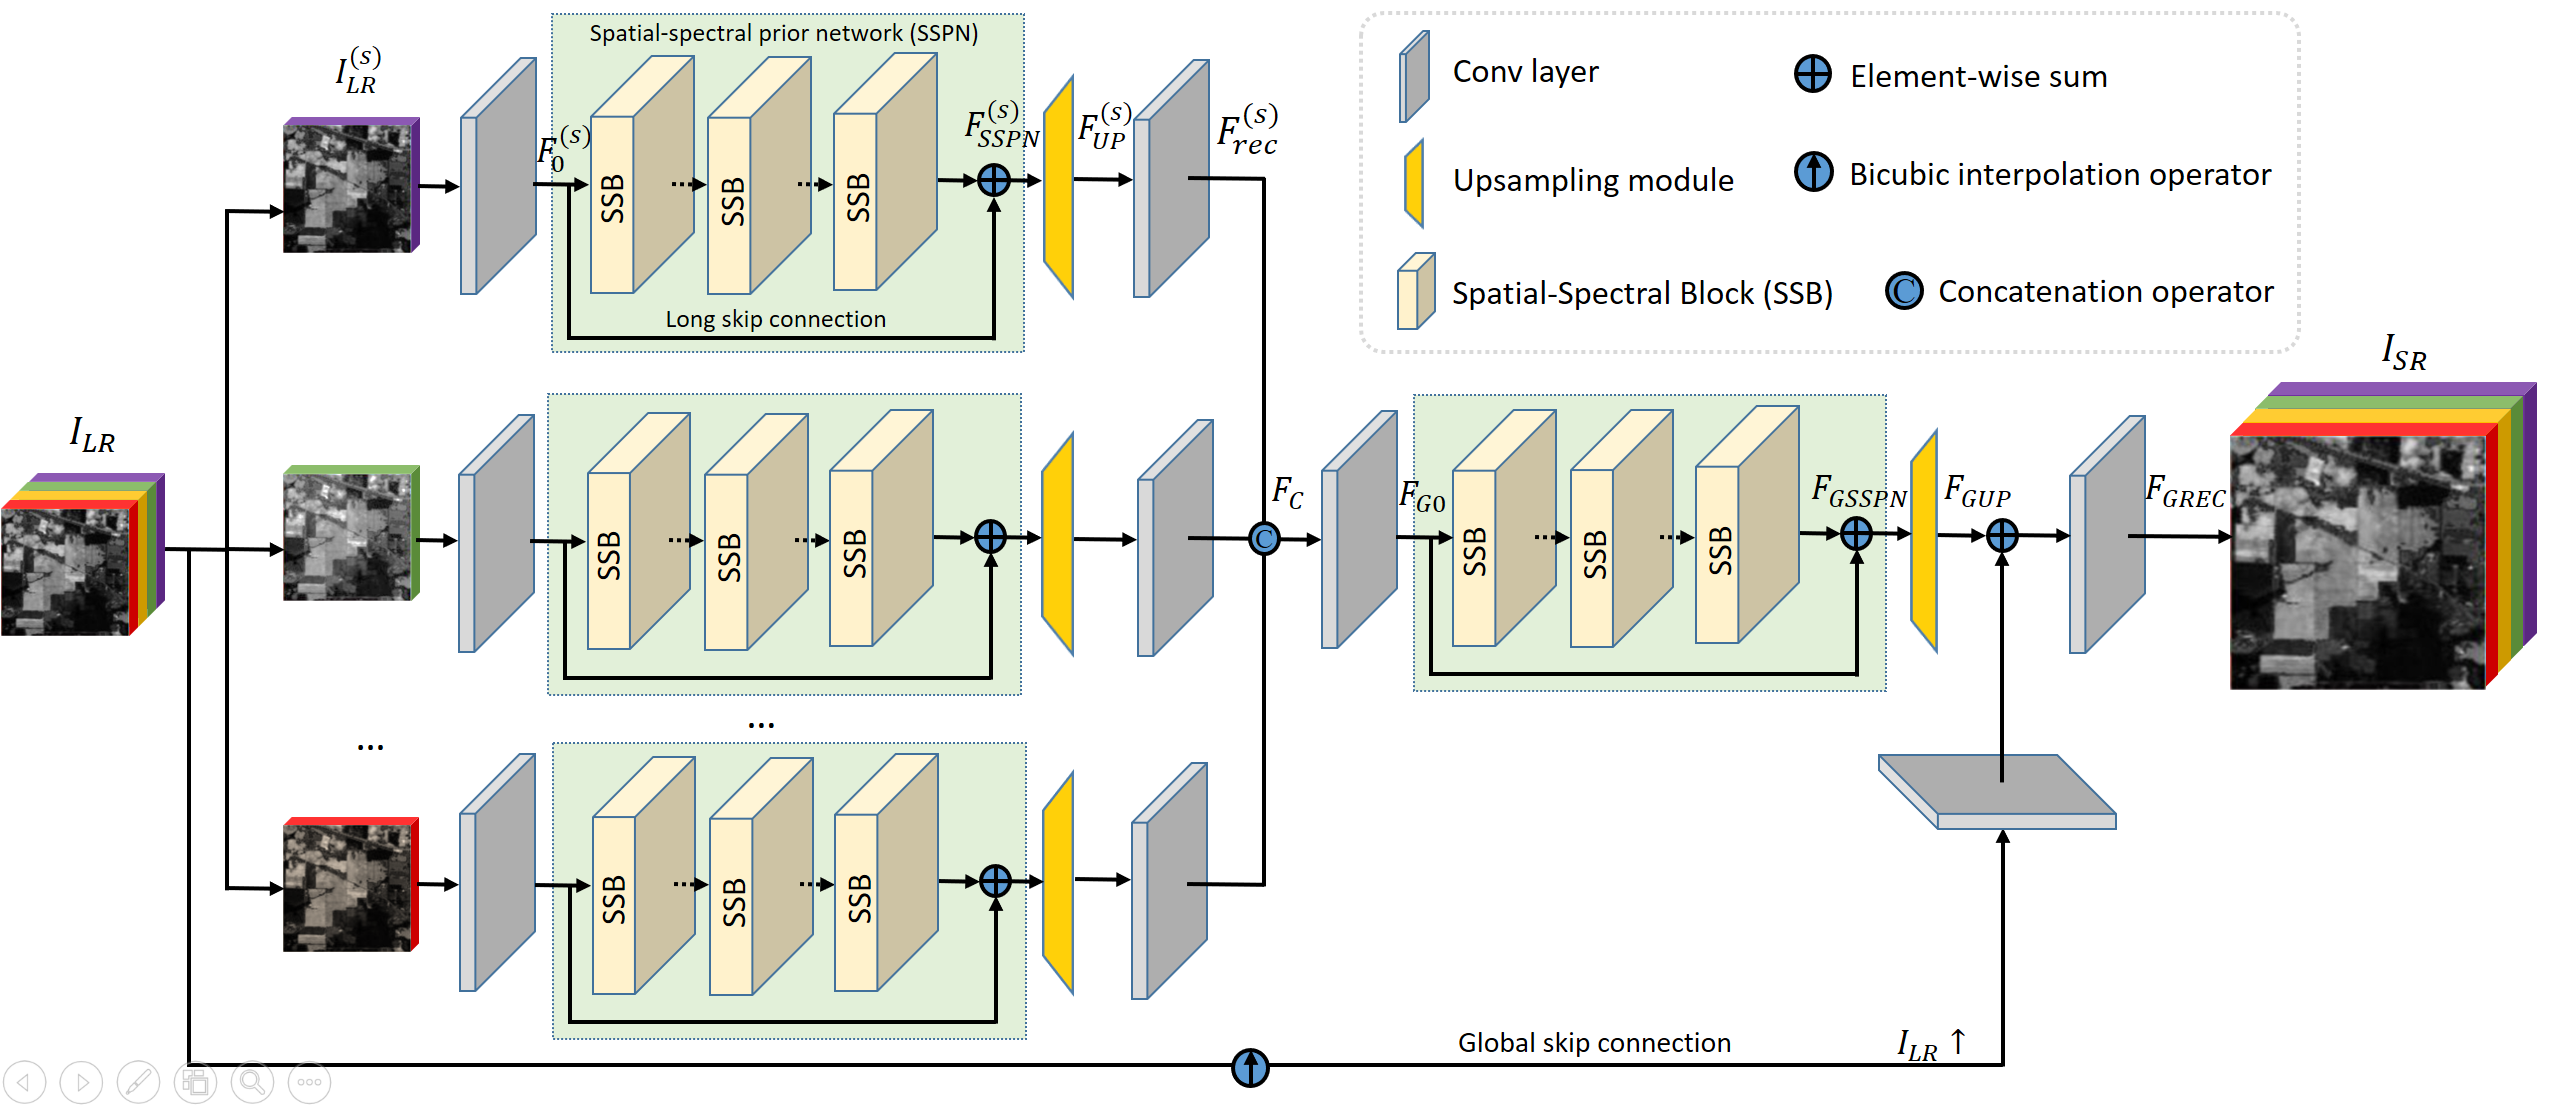 Spatial-spectral prior network (SSPN)
I_{LR}^{(s)}
F_0^{(s)}
SSB
SSB
SSB
F_{SSPN}^{(s)}
F_{UP}^{(s)}
F_{rec}^{(s)}
Long skip connection
Conv layer
Element-wise sum
Upsampling module
Bicubic interpolation operator
Spatial-Spectral Block (SSB)
C
Concatenation operator
I_{LR}
SSB
SSB
SSB
C
F_C
F_{G0}
SSB
SSB
SSB
F_{GSSPN}
F_{GUP}
F_{GREC}
I_{SR}
...
...
SSB
SSB
SSB
Global skip connection
I_{LR} ↑